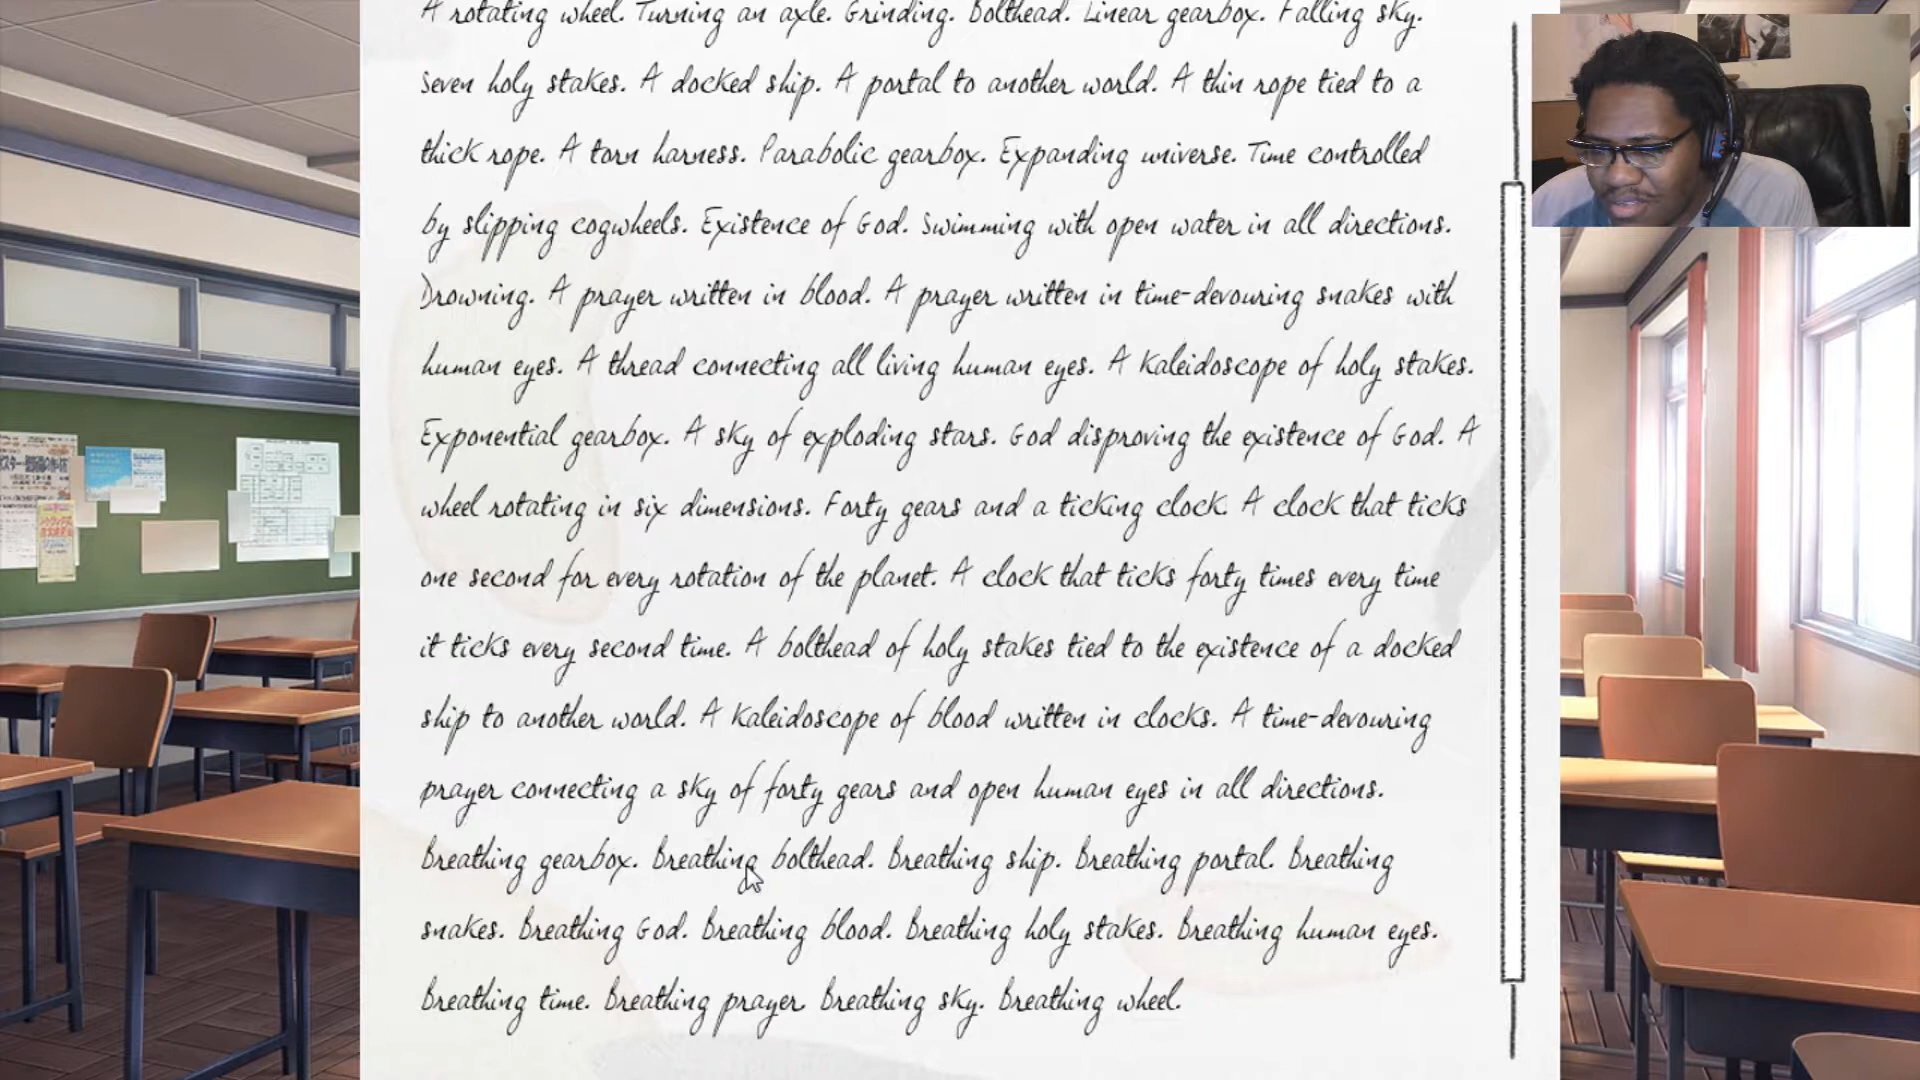 A rotating wheel. Turning an axle. Grinding. Bolthead. Linear gearbox. Falling sky.
Seven holy stakes. A docked ship. A portal to another world. A thin rope tied to a
thick rope. A torn harness. Parabolic gearbox. Expanding universe. Time controlled
by slipping cogwheels. Existence of God. Swimming with open water in all directions.
Drowning. A prayer written in blood. A prayer written in time-devouring snakes with
human eyes. A thread connecting all living human eyes. A kaleidoscope of holy stakes.
Exponential gearbox. A sky of exploding stars. God disproving the existence of God. A
wheel rotating in six dimensions. Forty gears and a ticking clock. A clock that ticks
one second for every rotation of the planet. A clock that ticks forty times every time
it ticks every second time. A bolthead of holy stakes tied to the existence of a docked
ship to another world. A kaleidoscope of blood written in clocks. A time-devouring
prayer connecting a sky of forty gears and open human eyes in all directions.
Breathing gearbox. Breathing bolthead. Breathing ship. Breathing portal. Breathing
snakes. Breathing God. Breathing blood. Breathing holy stakes. Breathing human eyes.
Breathing time. Breathing prayer. Breathing sky. Breathing wheel.